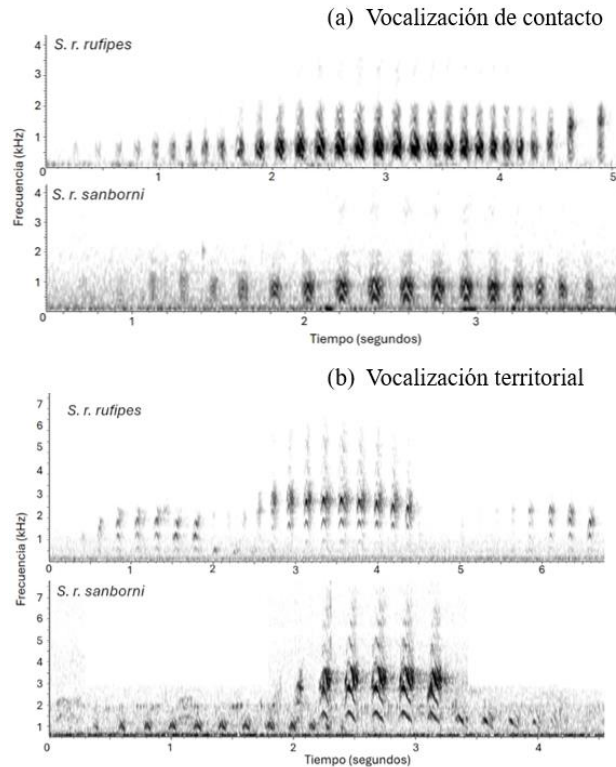 (a) Vocalización de contacto
S. r. rufipes
4
3
2
1
0
0 1 2 3 4 5
Frecuencia (kHz)
S. r. sanborni
4
3
2
1
0
1 2 3
Tiempo (segundos)
(b) Vocalización territorial
S. r. rufipes
7
6
5
4
3
2
1
0 1 2 3 4 5 6
Frecuencia (kHz)
S. r. sanborni
7
6
5
4
3
2
1
0 1 2 3 4
Tiempo (segundos)